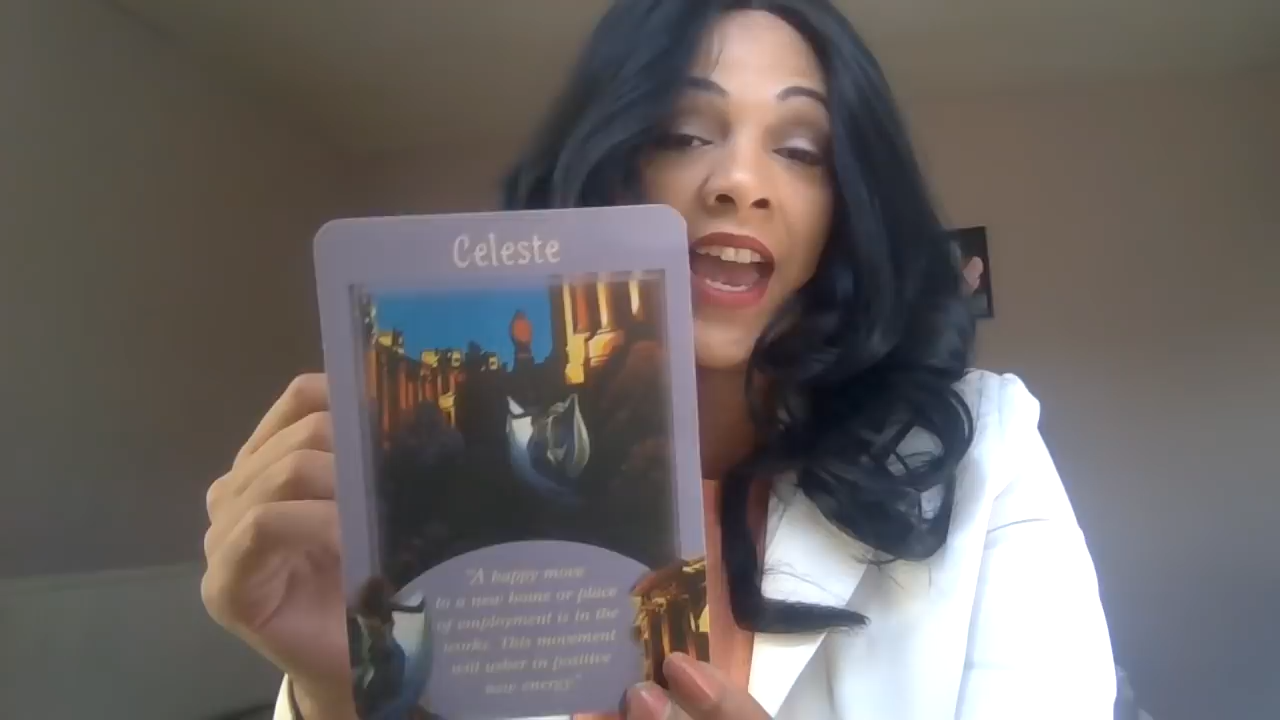 Celeste
"A happy move
to a new home or place
of employment is in the
works. This movement
will usher in positive
new energy"